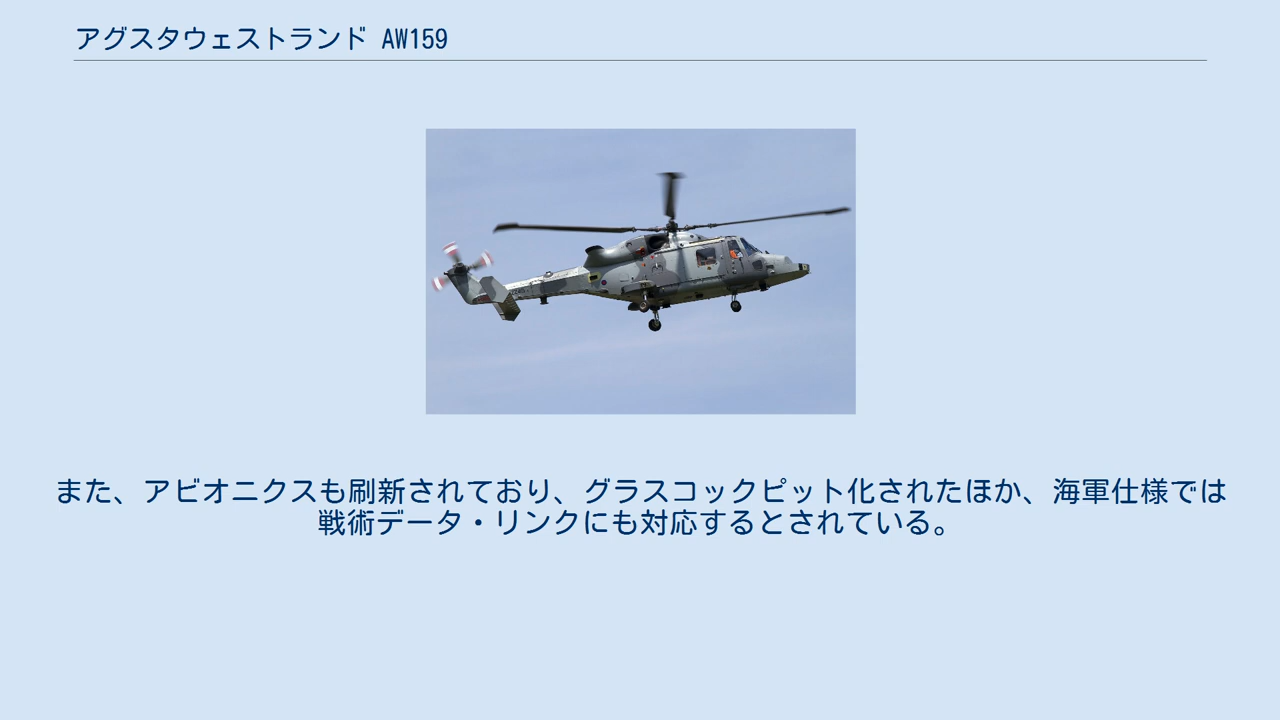 アグスタウェストランド AW159
また、アビオニクスも刷新されており、グラスコックピット化されたほか、海軍仕様では
戦術データ・リンクにも対応するとされている。